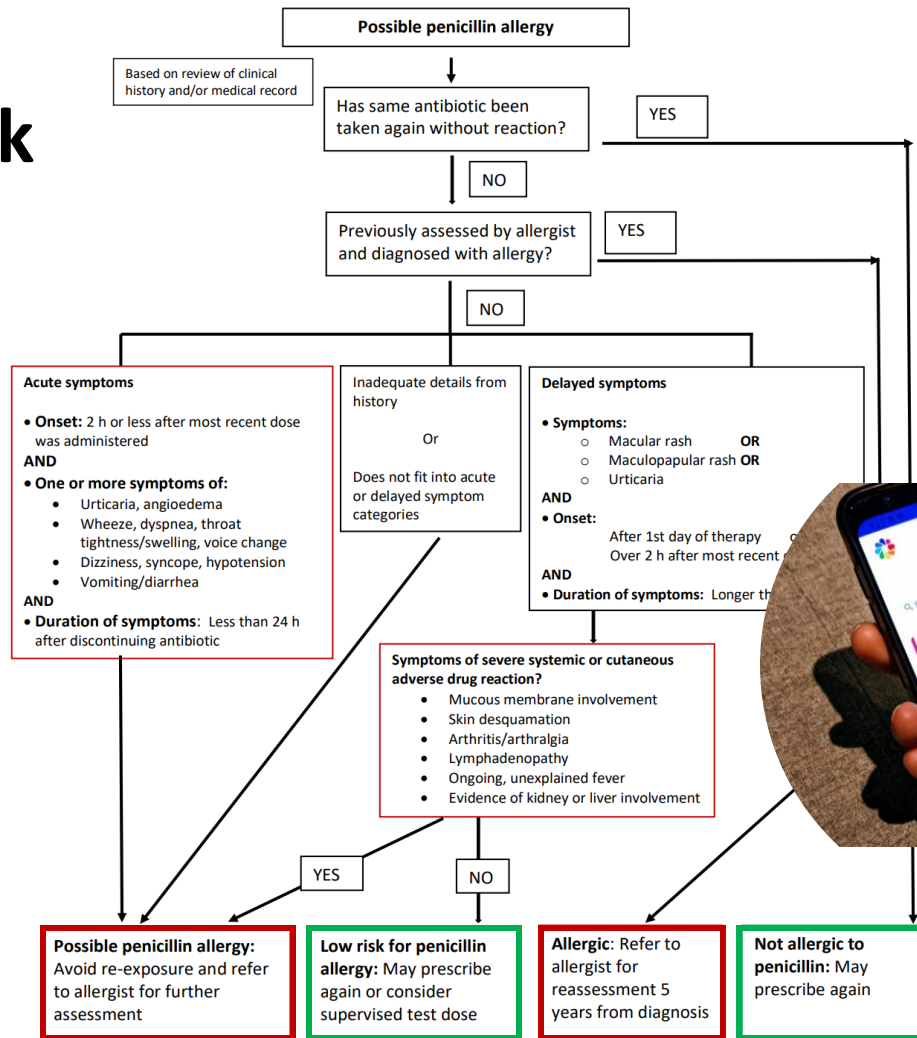 k
Possible penicillin allergy
Based on review of clinical
history and/or medical record
Has same antibiotic been
taken again without reaction?
YES
NO
Previously assessed by allergist
and diagnosed with allergy?
YES
NO
Acute symptoms
• Onset: 2 h or less after most recent dose
was administered
AND
• One or more symptoms of:
• Urticaria, angioedema
• Wheeze, dyspnea, throat
tightness/swelling, voice change
• Dizziness, syncope, hypotension
• Vomiting/diarrhea
AND
• Duration of symptoms: Less than 24 h
after discontinuing antibiotic
Inadequate details from
history
Or
Does not fit into acute
or delayed symptom
categories
Delayed symptoms
• Symptoms:
○ Macular rash OR
○ Maculopapular rash OR
○ Urticaria
AND
• Onset:
After 1st day of therapy
Over 2 h after most recent
AND
• Duration of symptoms: Longer
Symptoms of severe systemic or cutaneous
adverse drug reaction?
• Mucous membrane involvement
• Skin desquamation
• Arthritis/arthralgia
• Lymphadenopathy
• Ongoing, unexplained fever
• Evidence of kidney or liver involvement
YES
NO
Possible penicillin allergy:
Avoid re-exposure and refer
to allergist for further
assessment
Low risk for penicillin
allergy: May prescribe
again or consider
supervised test dose
Allergic: Refer to
allergist for
reassessment 5
years from diagnosis
Not allergic to
penicillin: May
prescribe again